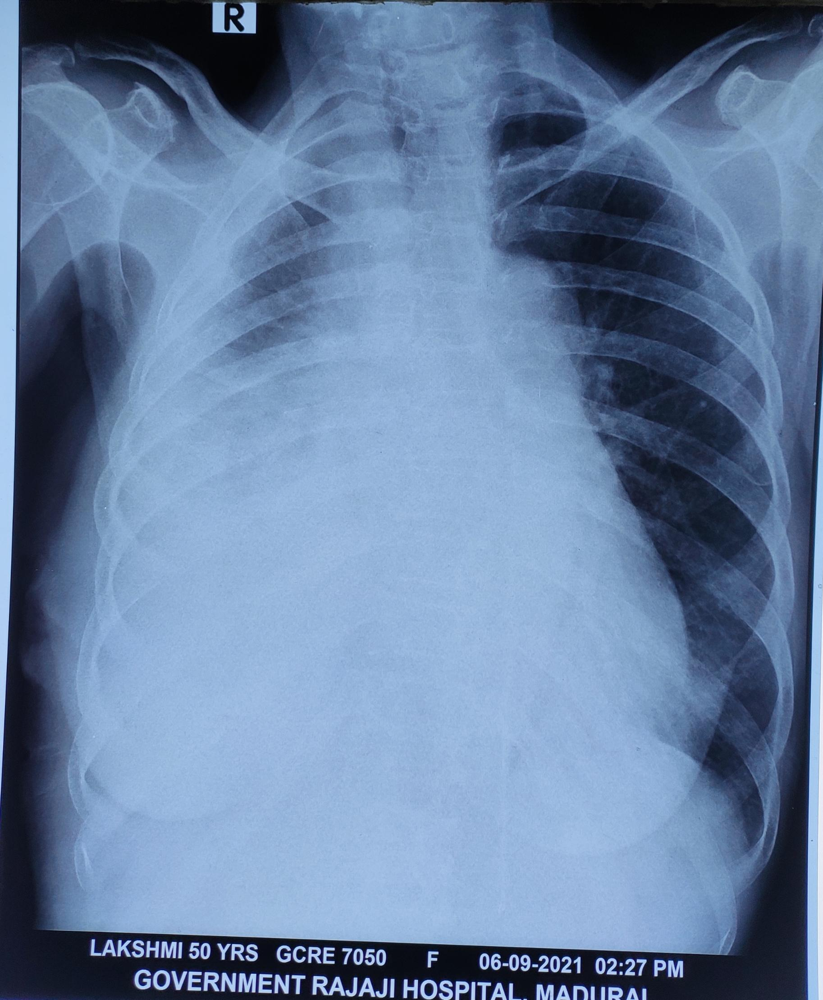 R
LAKSHMI 50 YRS GCRE 7050 F 06-09-2021 02:27 PM
GOVERNMENT RAJAJI HOSPITAL, MADURAI